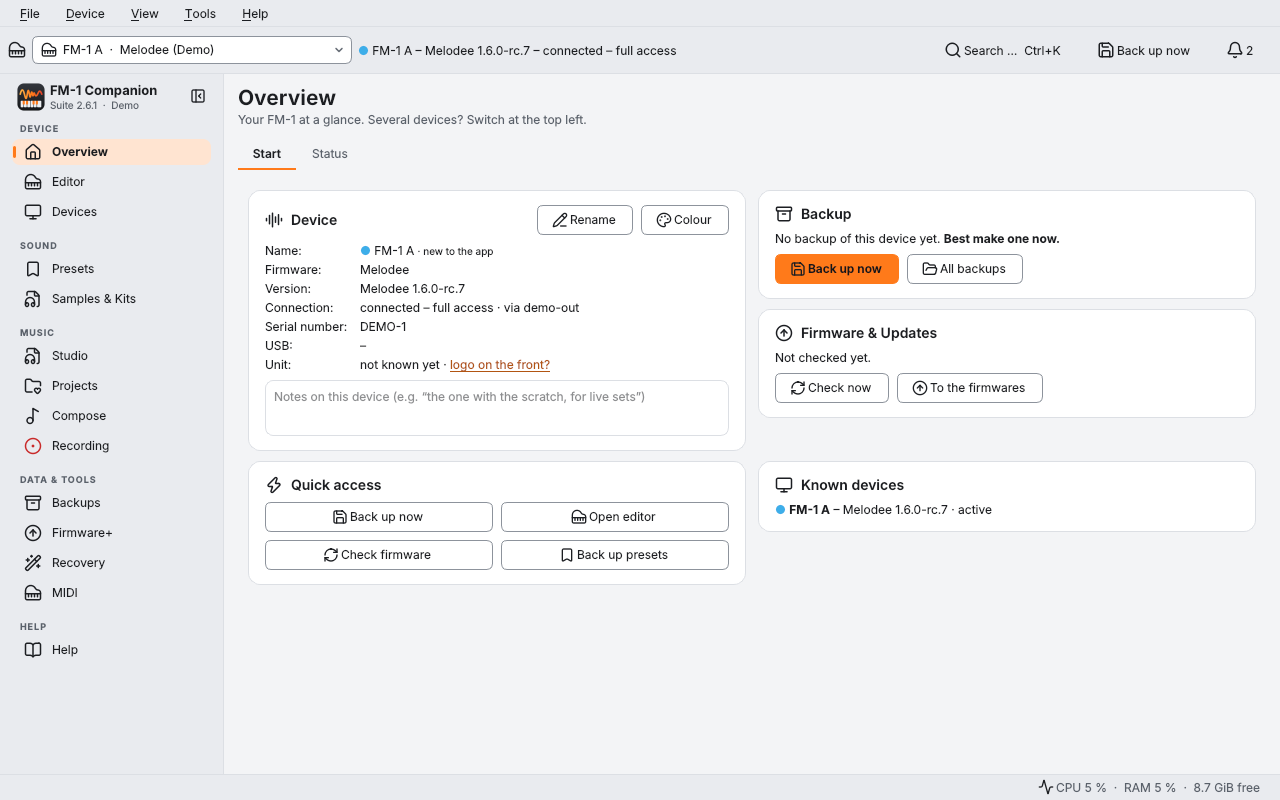 File Device View Tools Help
FM-1 A · Melodee (Demo)
FM-1 A – Melodee 1.6.0-rc.7 – connected – full access
Search ... Ctrl+K
Back up now
2
FM-1 Companion
Suite 2.6.1 · Demo
DEVICE
Overview
Editor
Devices
SOUND
Presets
Samples & Kits
MUSIC
Studio
Projects
Compose
Recording
DATA & TOOLS
Backups
Firmware+
Recovery
MIDI
HELP
Help
Overview
Your FM-1 at a glance. Several devices? Switch at the top left.
Start Status
Device
Rename
Colour
Name: FM-1 A · new to the app
Firmware: Melodee
Version: Melodee 1.6.0-rc.7
Connection: connected – full access · via demo-out
Serial number: DEMO-1
USB: –
Unit: not known yet · logo on the front?
Notes on this device (e.g. “the one with the scratch, for live sets”)
Backup
No backup of this device yet. Best make one now.
Back up now
All backups
Firmware & Updates
Not checked yet.
Check now
To the firmwares
Quick access
Back up now
Open editor
Check firmware
Back up presets
Known devices
FM-1 A – Melodee 1.6.0-rc.7 · active
CPU 5 % · RAM 5 % · 8.7 GiB free